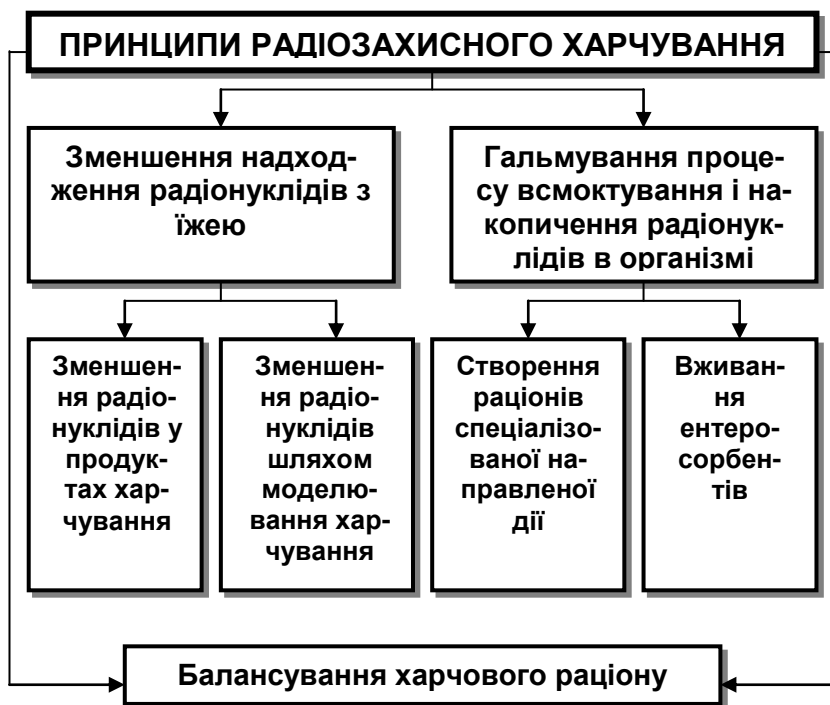 ПРИНЦИПИ РАДІОЗАХИСНОГО ХАРЧУВАННЯ
Зменшення надход-
ження радіонуклідів з
їжею
Гальмування проце-
су всмоктування і на-
копичення радіонук-
лідів в організмі
Зменшен-
ня радіо-
нуклідів у
продук-
тах хар-
чування
Зменшен-
ня радіо-
нуклідів
шляхом
моделю-
вання хар-
чування
Створення
раціонів
спеціалізо-
ваної на-
правленої
дії
Вживан-
ня
ентеро-
сорбен-
тів
Балансування харчового раціону